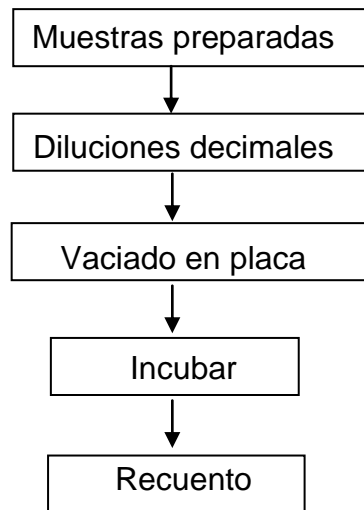 Muestras preparadas
Diluciones decimales
Vaciado en placa
Incubar
Recuento